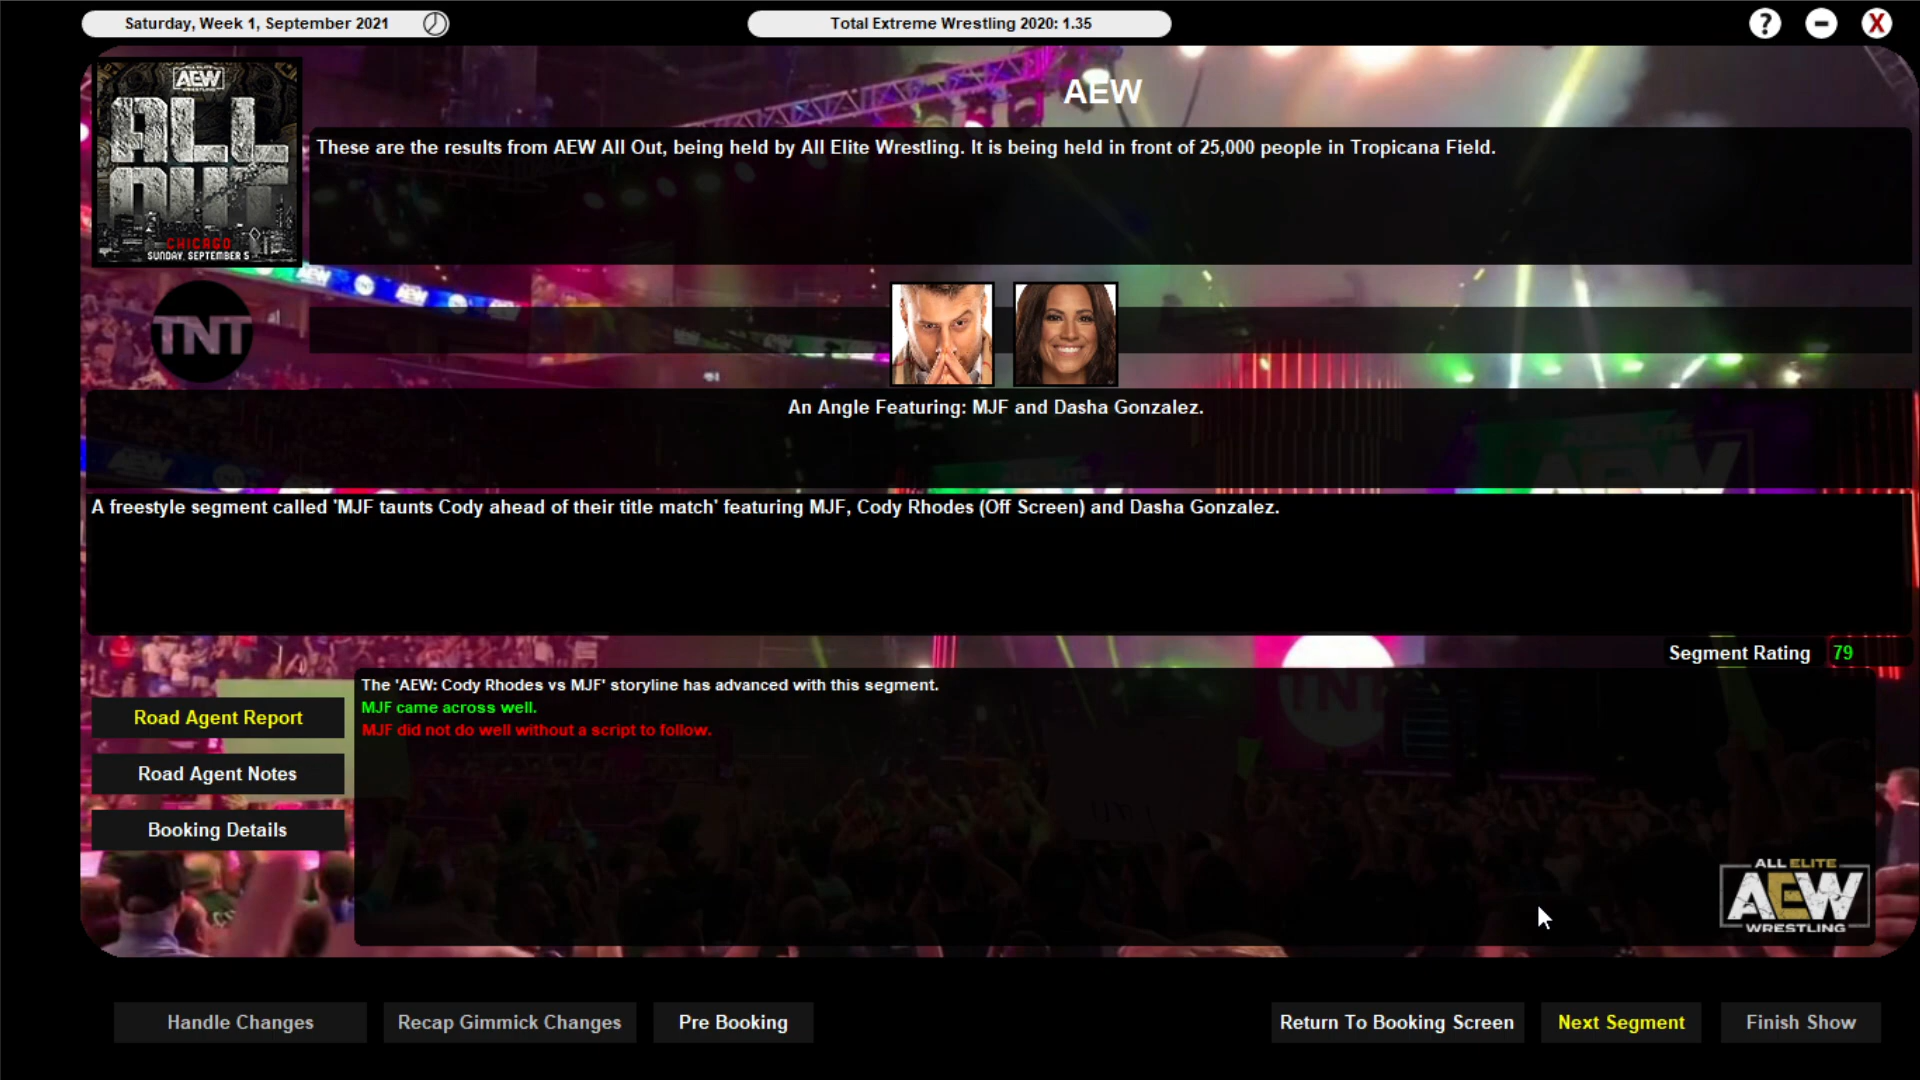 Saturday, Week 1, September 2021
Total Extreme Wrestling 2020: 1.35
?
X
ALL ELITE
AEW
WRESTLING
ALL
OUT
CHICAGO
SUNDAY, SEPTEMBER 5
AEW
These are the results from AEW All Out, being held by All Elite Wrestling. It is being held in front of 25,000 people in Tropicana Field.
TNT
An Angle Featuring: MJF and Dasha Gonzalez.
A freestyle segment called 'MJF taunts Cody ahead of their title match' featuring MJF, Cody Rhodes (Off Screen) and Dasha Gonzalez.
Segment Rating 79
Road Agent Report
Road Agent Notes
Booking Details
The 'AEW: Cody Rhodes vs MJF' storyline has advanced with this segment.
MJF came across well.
MJF did not do well without a script to follow.
ALL ELITE
AEW
WRESTLING
Handle Changes
Recap Gimmick Changes
Pre Booking
Return To Booking Screen
Next Segment
Finish Show